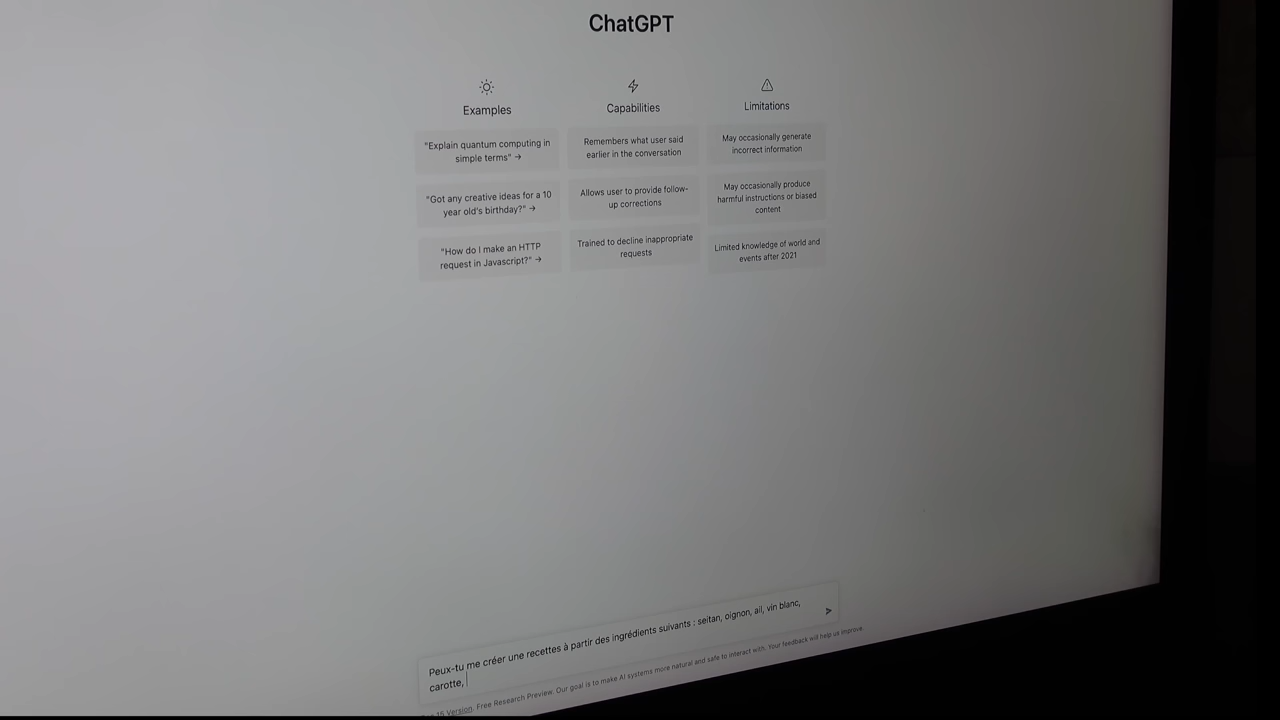 ChatGPT
Examples
Capabilities
Limitations
"Explain quantum computing in
simple terms" →
Remembers what user said
earlier in the conversation
May occasionally generate
incorrect information
"Got any creative ideas for a 10
year old's birthday?" →
Allows user to provide follow-
up corrections
May occasionally produce
harmful instructions or biased
content
"How do I make an HTTP
request in Javascript?" →
Trained to decline inappropriate
requests
Limited knowledge of world and
events after 2021
Peux-tu me créer une recettes à partir des ingrédients suivants : seitan, oignon, ail, vin blanc,
carotte,
15 Version. Free Research Preview. Our goal is to make AI systems more natural and safe to interact with. Your feedback will help us improve.